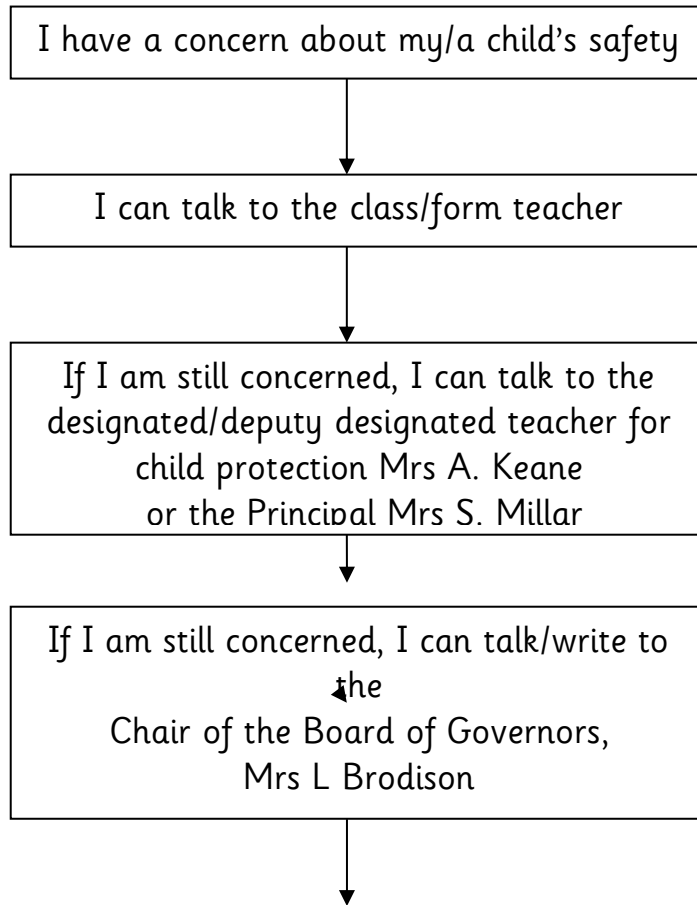 I have a concern about my/a child's safety
I can talk to the class/form teacher
If I am still concerned, I can talk to the
designated/deputy designated teacher for
child protection Mrs A. Keane
or the Principal Mrs S. Millar
If I am still concerned, I can talk/write to
the
Chair of the Board of Governors,
Mrs L Brodison